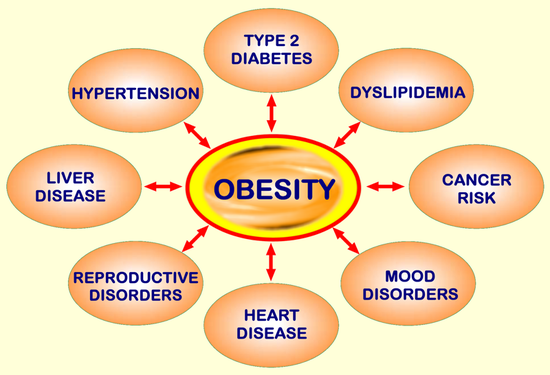 TYPE 2
DIABETES
HYPERTENSION
DYSLIPIDEMIA
LIVER
DISEASE
OBESITY
CANCER
RISK
REPRODUCTIVE
DISORDERS
MOOD
DISORDERS
HEART
DISEASE